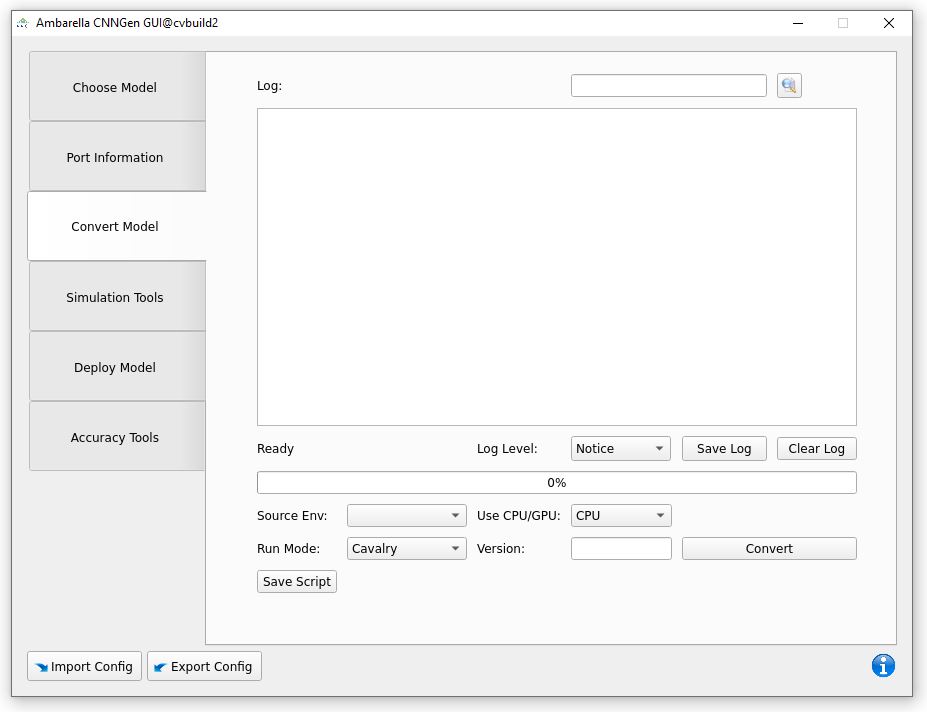 Ambarella CNNGen GUI@cvbuild2
Choose Model
Port Information
Convert Model
Simulation Tools
Deploy Model
Accuracy Tools
Log:
Ready
Log Level:
Notice
Save Log
Clear Log
0%
Source Env:
Use CPU/GPU:
CPU
Run Mode:
Cavalry
Version:
Convert
Save Script
Import Config
Export Config